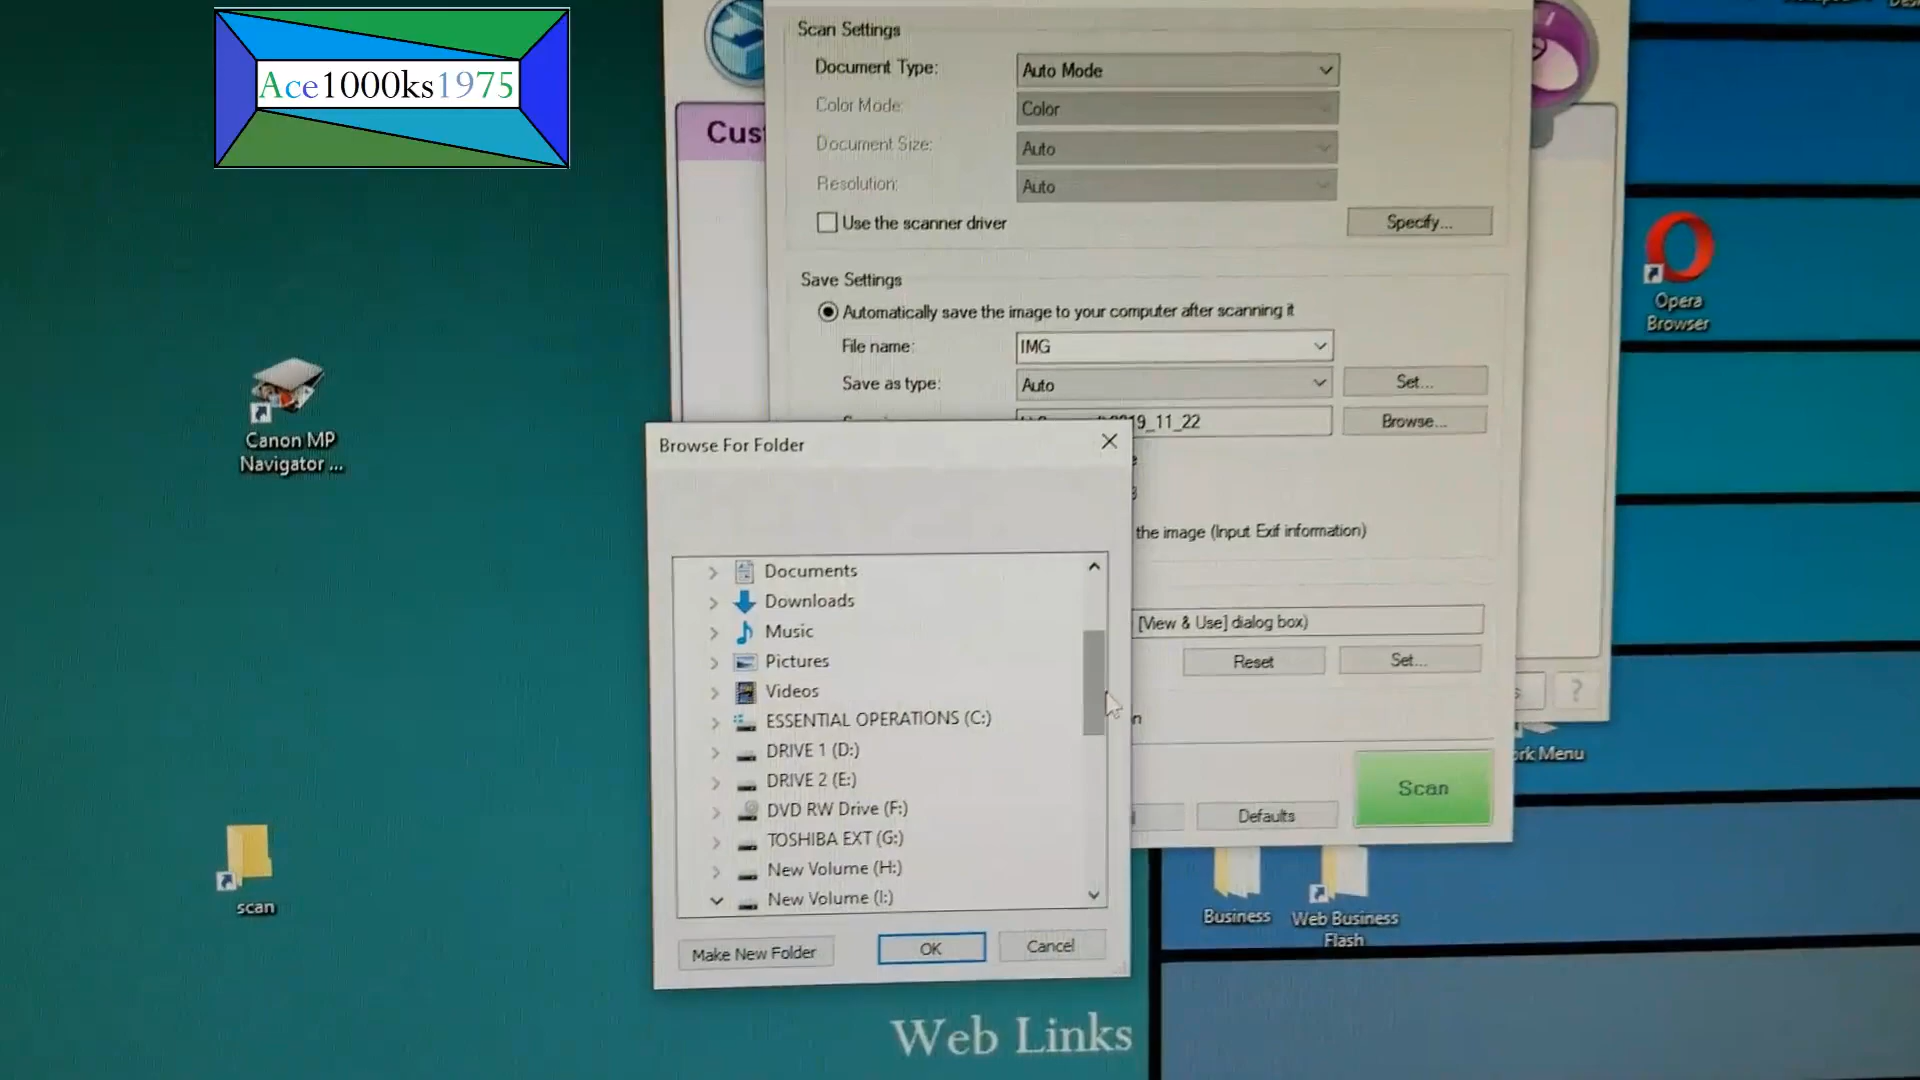 Ace1000ks1975
Scan Settings
Document Type:
Auto Mode
Color Mode:
Color
Document Size:
Auto
Resolution:
Auto
Use the scanner driver
Specify...
Save Settings
Automatically save the image to your computer after scanning it
File name:
IMG
Save as type:
Auto
Set...
19_11_22
Browse...
the image (Input Exif information)
[View & Use] dialog box)
Reset
Set...
Defaults
Scan
Browse For Folder
Documents
Downloads
Music
Pictures
Videos
ESSENTIAL OPERATIONS (C:)
DRIVE 1 (D:)
DRIVE 2 (E:)
DVD RW Drive (F:)
TOSHIBA EXT (G:)
New Volume (H:)
New Volume (I:)
Make New Folder
OK
Cancel
Cus
?
Canon MP
Navigator ...
scan
Opera
Browser
rk Menu
Business
Web Business
Flash
Web Links